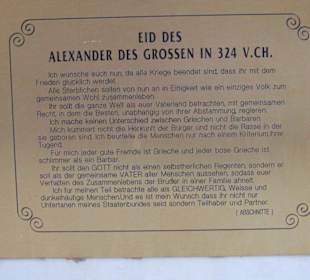 EID DES
ALEXANDER DES GROSSEN IN 324 V.CH.
Ich wünsche euch nun, da alle Kriege beendet sind, dass ihr mit dem
Frieden glücklich werdet.
Alle Sterblichen sollen von nun an in Einigkeit wie ein einziges Volk zum
gemeinsamen Wohl zusammenleben.
Ihr sollt die ganze Welt als euer Vaterland betrachten, mit gemeinsamen
Recht, in dem die Besten, unabhängig von ihrer Abstammung, regieren.
Ich mache keinen Unterschied zwischen Griechen und Barbaren
Mich kümmert nicht die Herkunft der Bürger und nicht die Rasse in der
sie geboren sind. Ich beurteile die Menschen nur nach einem Kriterium, ihrer
Tugend.
Für mich jeder gute Fremde ist Grieche und jeder böse Grieche ist
schlimmer als ein Barbar.
Ihr sollt den GOTT nicht als einen selbstherrlichen Regenten, sondern er
soll als der gemeinsame VATER aller Menschen aussehen, sodass euer
Verhalten des Zusammenlebens der Brüder in einer Familie ähnelt.
Ich für meinen Teil betrachte alle als GLEICHWERTIG, Weisse und
dunkelhäutige Menschen. Und es ist mein Wunsch dass ihr nicht nur
Untertanen meines Staatenbundes seid sondern Teilhaber und Partner.
( ABSCHNITTE )